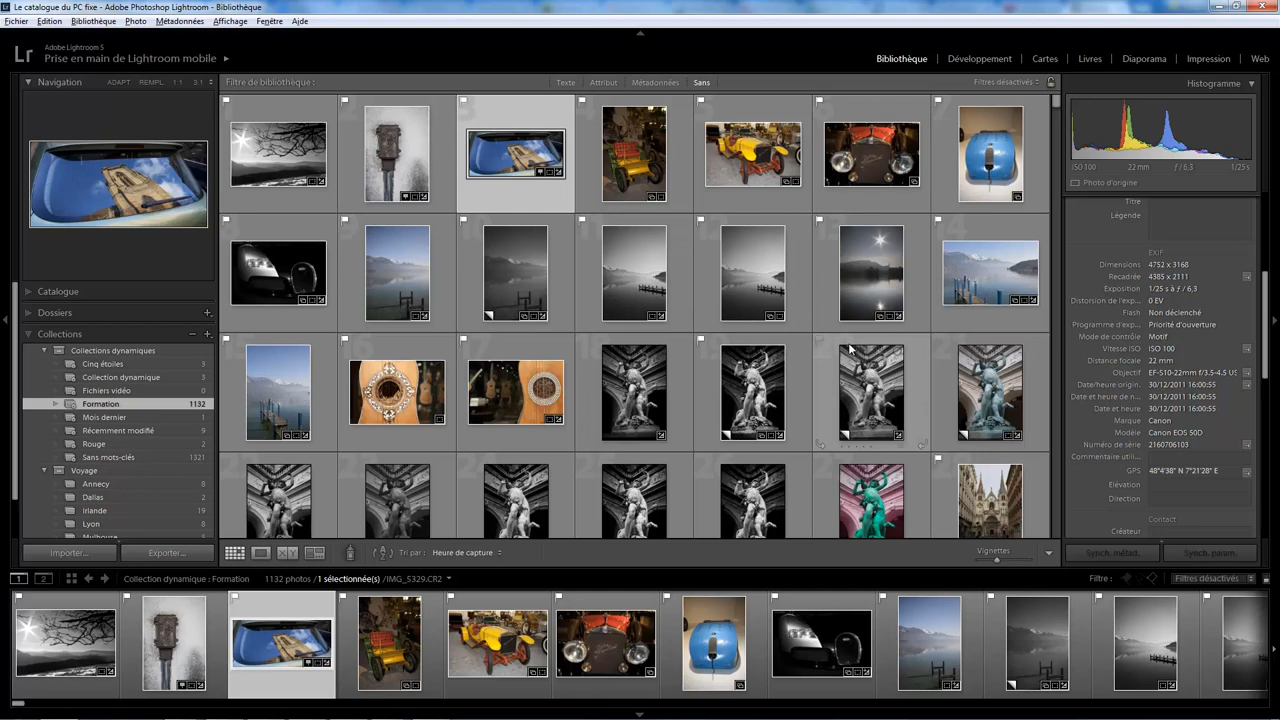 Le catalogue du PC fixe - Adobe Photoshop Lightroom - Bibliothèque
Fichier Edition Bibliothèque Photo Métadonnées Affichage Fenêtre Aide
Adobe Lightroom 5
Lr Prise en main de Lightroom mobile
Bibliothèque Développement Cartes Livres Diaporama Impression Web
Navigation ADAPT. REMPL. 1:1 3:1
Filtre de bibliothèque : Texte Attribut Métadonnées Sans Filtres désactivés
Histogramme
ISO 100 22 mm ƒ / 6,3 1/25 s
Photo d'origine
Titre
Légende
EXIF
Dimensions 4752 x 3168
Recadrée 4385 x 2111
Exposition 1/25 s à ƒ / 6,3
Distorsion de l'exp... 0 EV
Flash Non déclenché
Programme d'exp... Priorité d'ouverture
Mode de contrôle Motif
Vitesse ISO ISO 100
Distance focale 22 mm
Objectif EF-S10-22mm f/3.5-4.5 US
Date/heure origin. 30/12/2011 16:00:55
Date et heure de n... 30/12/2011 16:00:55
Date et heure 30/12/2011 16:00:55
Marque Canon
Modèle Canon EOS 50D
Numéro de série 2160706103
Commentaire utili...
GPS 48°4'38" N 7°21'28" E
Elévation
Direction
Contact
Créateur
Catalogue
Dossiers
Collections
Collections dynamiques
Cinq étoiles 3
Collection dynamique 3
Fichiers vidéo 0
Formation 1132
Mois dernier 1
Récemment modifié 9
Rouge 2
Sans mots-clés 1321
Voyage
Annecy 8
Dallas 2
Irlande 19
Lyon 8
Mulhouse
Importer... Exporter...
Tri par : Heure de capture
Vignettes
Synch. métad. Synch. param.
1 2 Collection dynamique : Formation 1132 photos / 1 sélectionnée(s) / IMG_5329.CR2
Filtre : Filtres désactivés